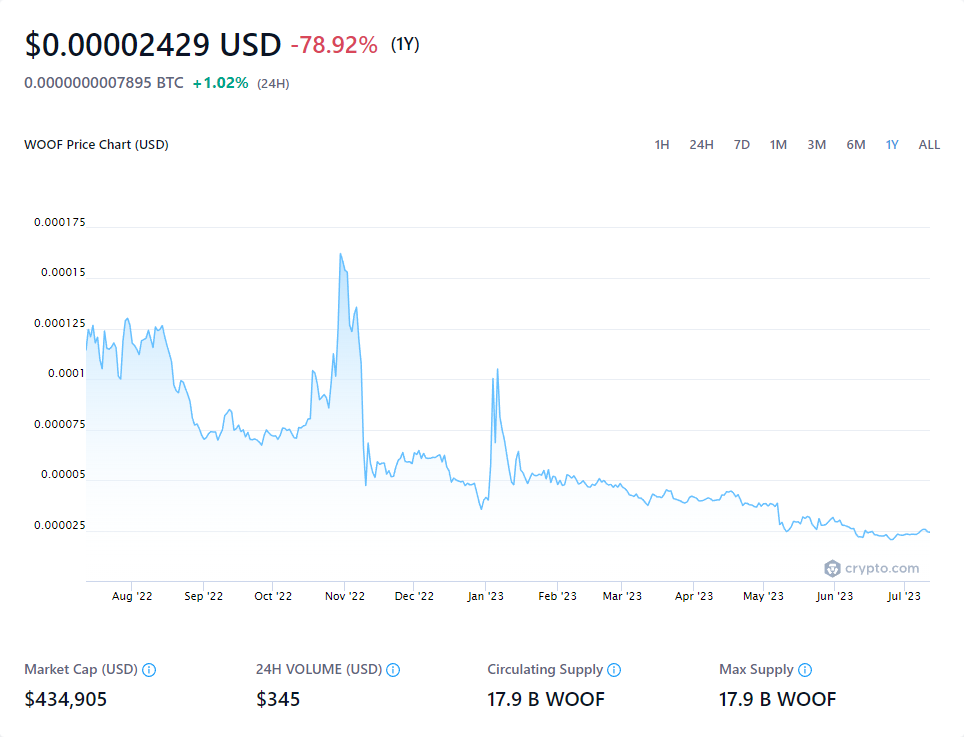 $0.00002429 USD -78.92% (1Y)
0.0000000007895 BTC +1.02% (24H)
WOOF Price Chart (USD) 1H 24H 7D 1M 3M 6M 1Y ALL
0.000175
0.00015
0.000125
0.0001
0.000075
0.00005
0.000025
crypto.com
Aug '22 Sep '22 Oct '22 Nov '22 Dec '22 Jan '23 Feb '23 Mar '23 Apr '23 May '23 Jun '23 Jul '23
Market Cap (USD) 24H VOLUME (USD) Circulating Supply Max Supply
$434,905 $345 17.9 B WOOF 17.9 B WOOF